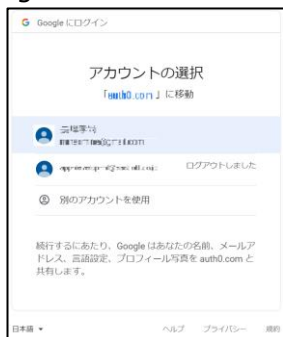 Google にログイン
アカウントの選択
「auth0.com」に移動
ログアウトしました
別のアカウントを使用
続行するにあたり、Google はあなたの名前、メールア
ドレス、言語設定、プロフィール写真を auth0.com と
共有します。
日本語 ヘルプ プライバシー 規約